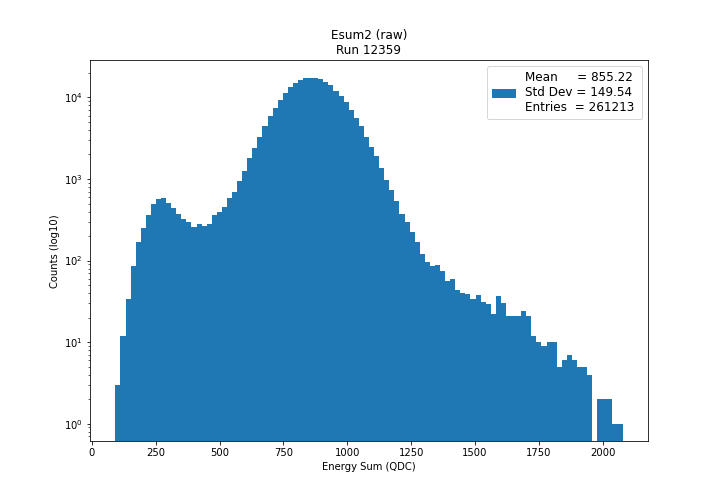 Esum2 (raw)
Run 12359
Mean = 855.22
Std Dev = 149.54
Entries = 261213
Counts (log10)
10⁴
10³
10²
10¹
10⁰
0 250 500 750 1000 1250 1500 1750 2000
Energy Sum (QDC)